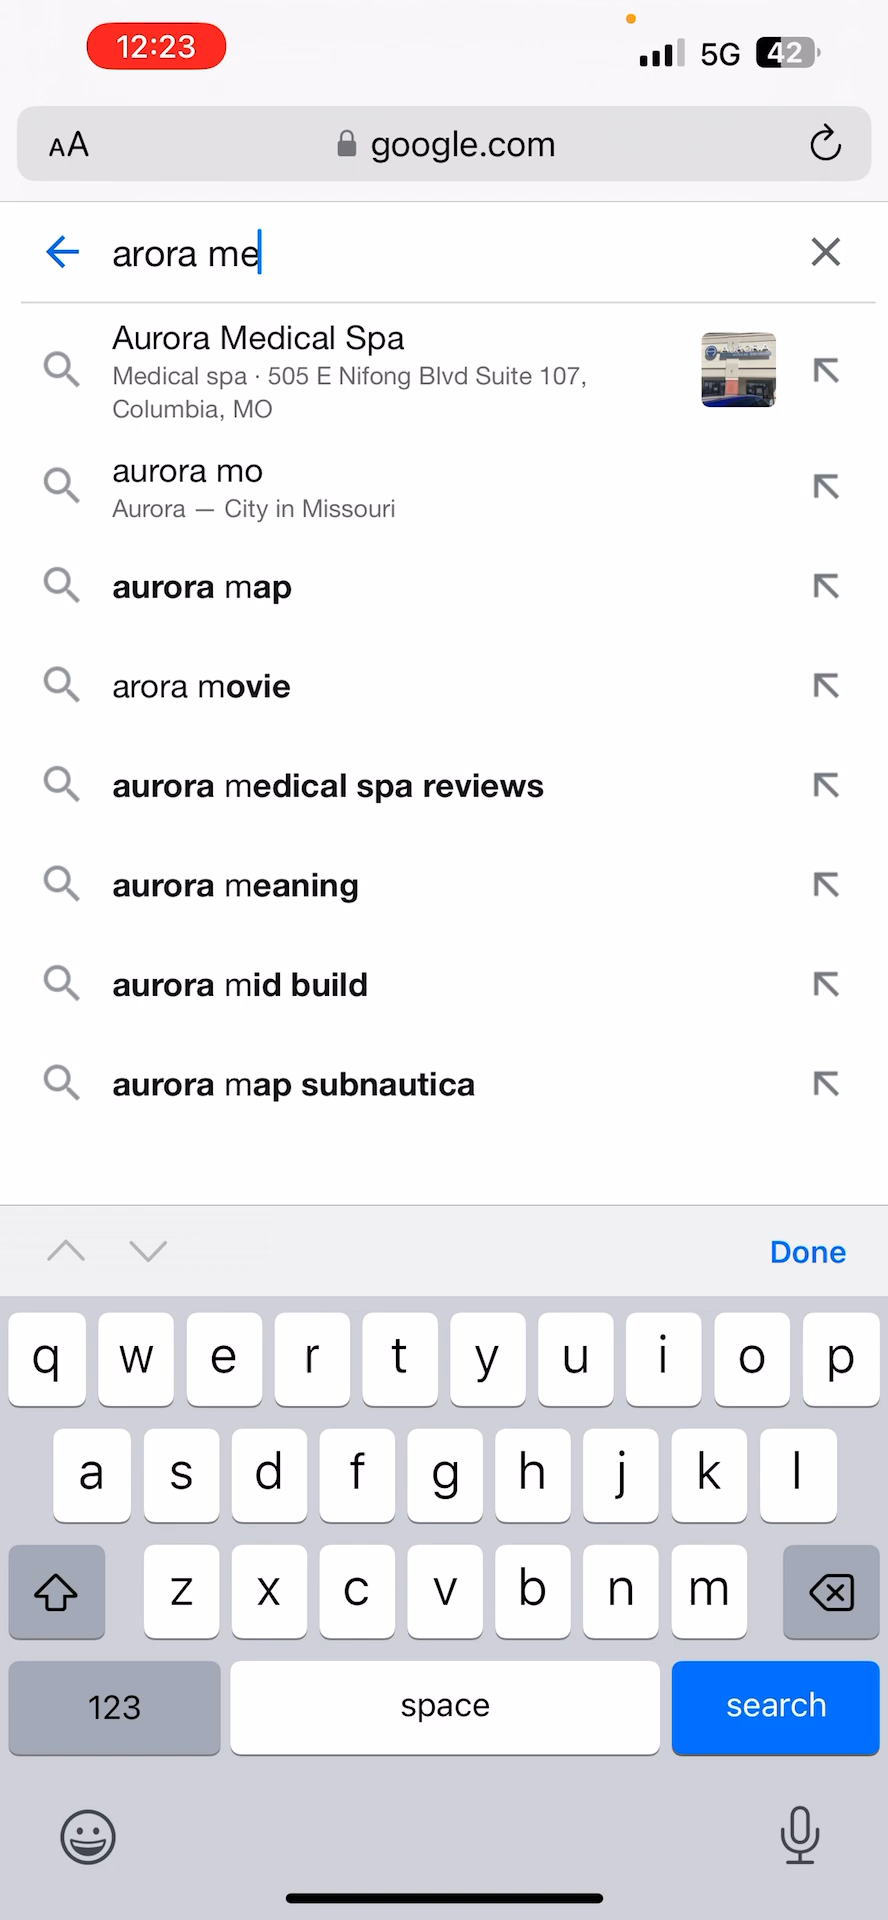 12:23
5G 42
AA google.com
arora me
Aurora Medical Spa
Medical spa · 505 E Nifong Blvd Suite 107,
Columbia, MO
AURORA
aurora mo
Aurora — City in Missouri
aurora map
arora movie
aurora medical spa reviews
aurora meaning
aurora mid build
aurora map subnautica
Done
q w e r t y u i o p
a s d f g h j k l
z x c v b n m
123 space search